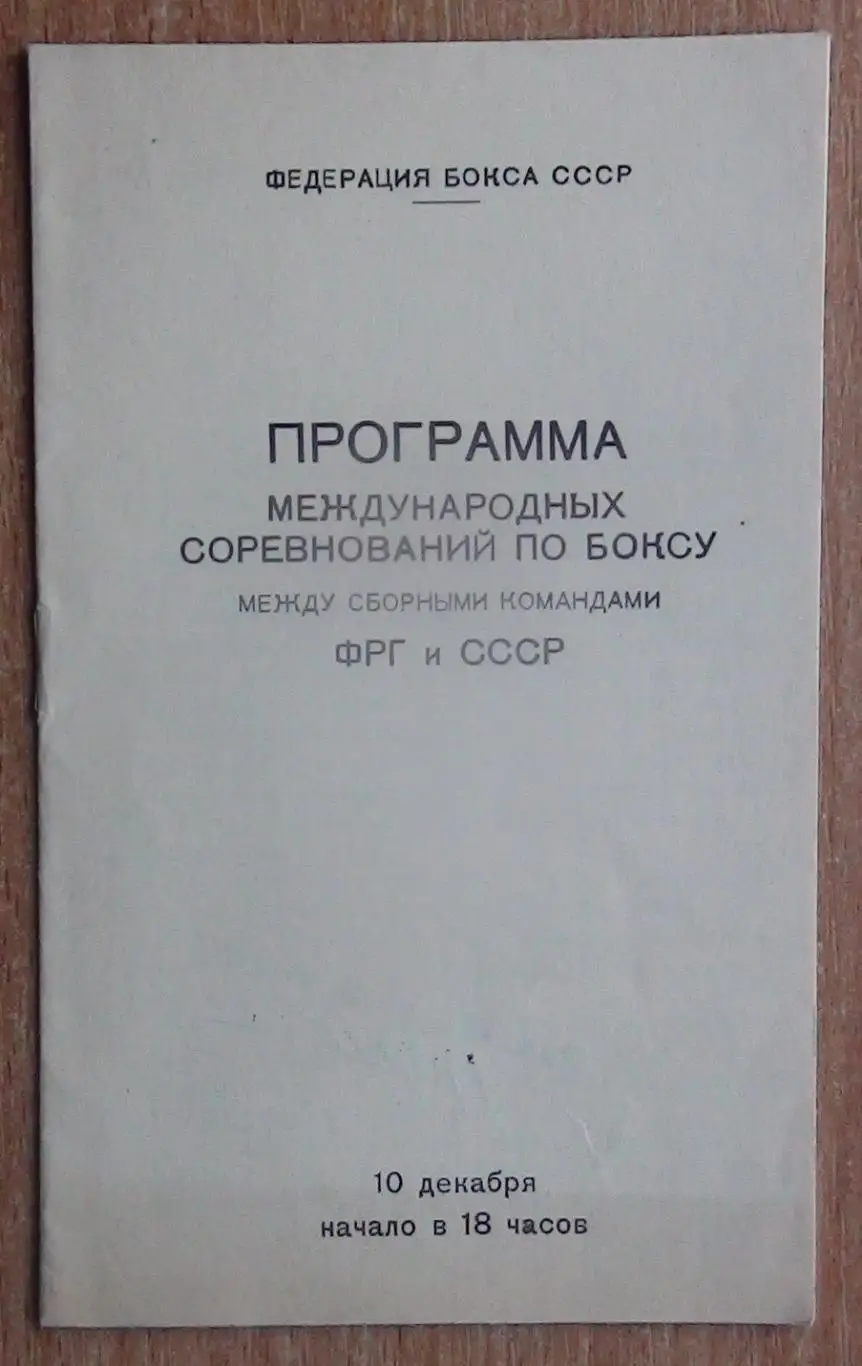 ФЕДЕРАЦИЯ БОКСА СССР
ПРОГРАММА
МЕЖДУНАРОДНЫХ
СОРЕВНОВАНИЙ ПО БОКСУ
МЕЖДУ СБОРНЫМИ КОМАНДАМИ
ФРГ и СССР
10 декабря
начало в 18 часов